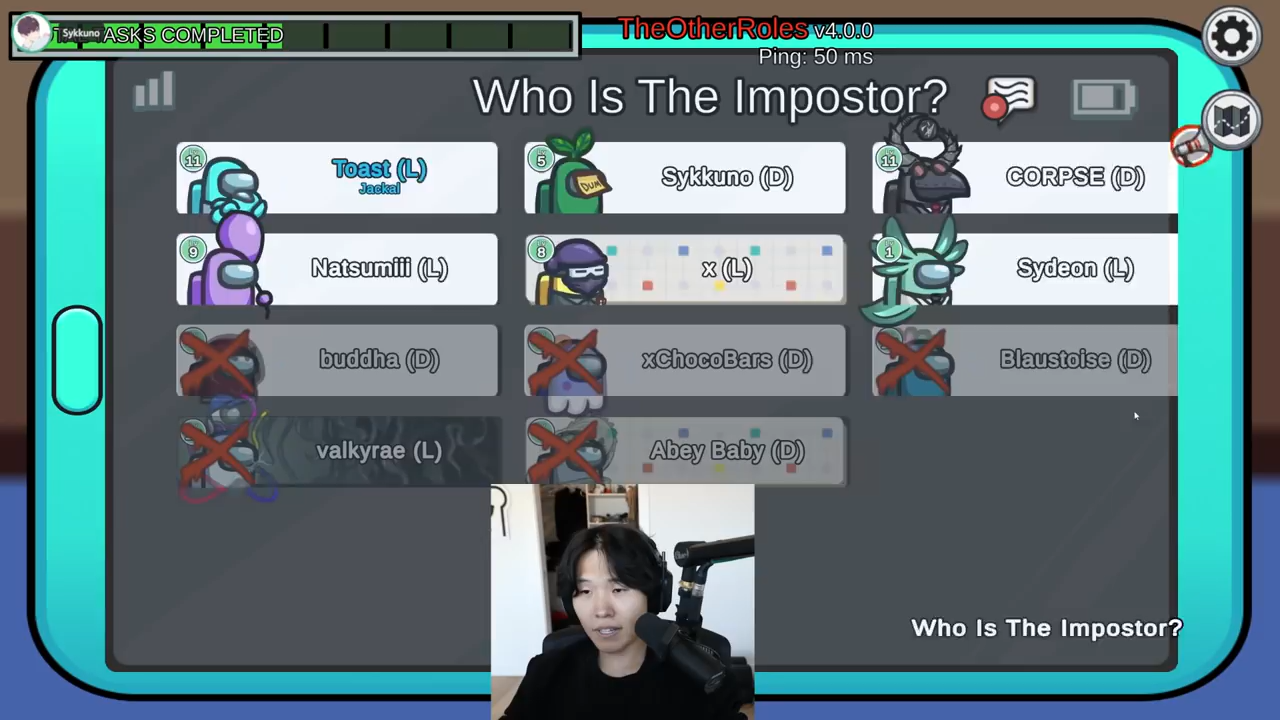 Sykkuno
TASKS COMPLETED
TheOtherRoles v4.0.0
Ping: 50 ms
Who Is The Impostor?
11
Toast (L)
Jackal
5
DUM
Sykkuno (D)
11
CORPSE (D)
9
Natsumiii (L)
8
x (L)
1
Sydeon (L)
buddha (D)
xChocoBars (D)
Blaustoise (D)
valkyrae (L)
Abey Baby (D)
Who Is The Impostor?